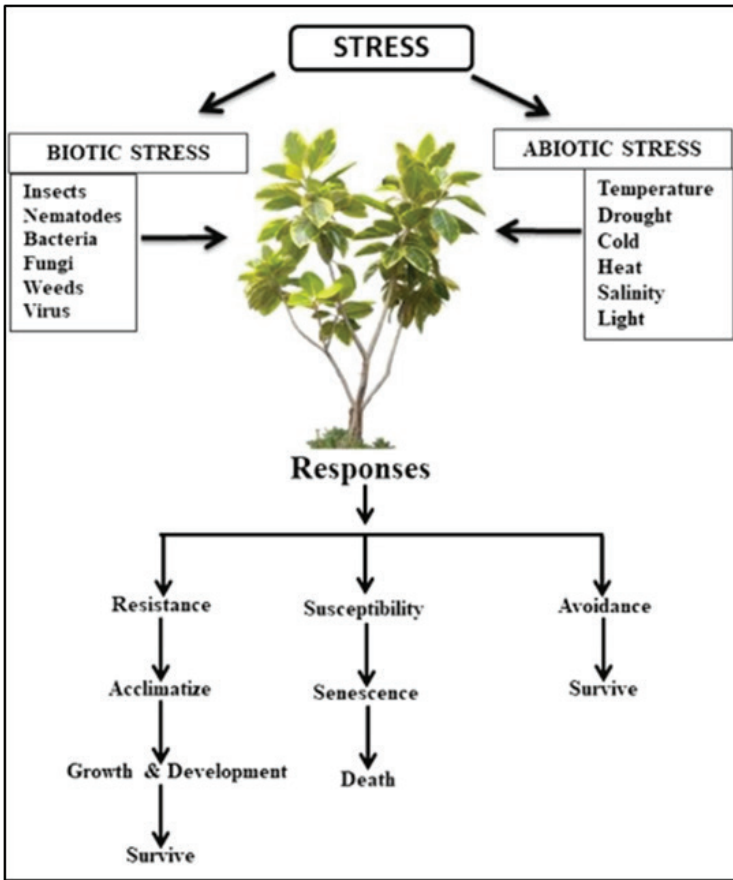 STRESS
BIOTIC STRESS
Insects
Nematodes
Bacteria
Fungi
Weeds
Virus
ABIOTIC STRESS
Temperature
Drought
Cold
Heat
Salinity
Light
Responses
Resistance
Acclimatize
Growth & Development
Survive
Susceptibility
Senescence
Death
Avoidance
Survive